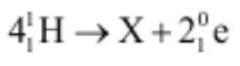 4¹₁H → X + 2⁰₁e